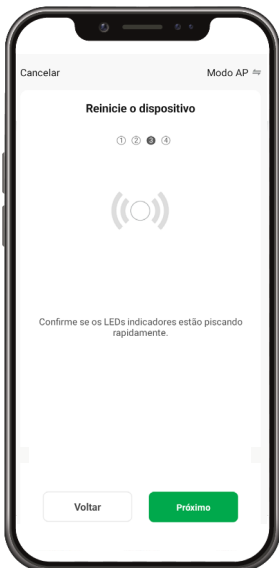 Cancelar Modo AP ⇋
Reinicie o dispositivo
① ② ❸ ④
Confirme se os LEDs indicadores estão piscando
rapidamente.
Voltar Próximo